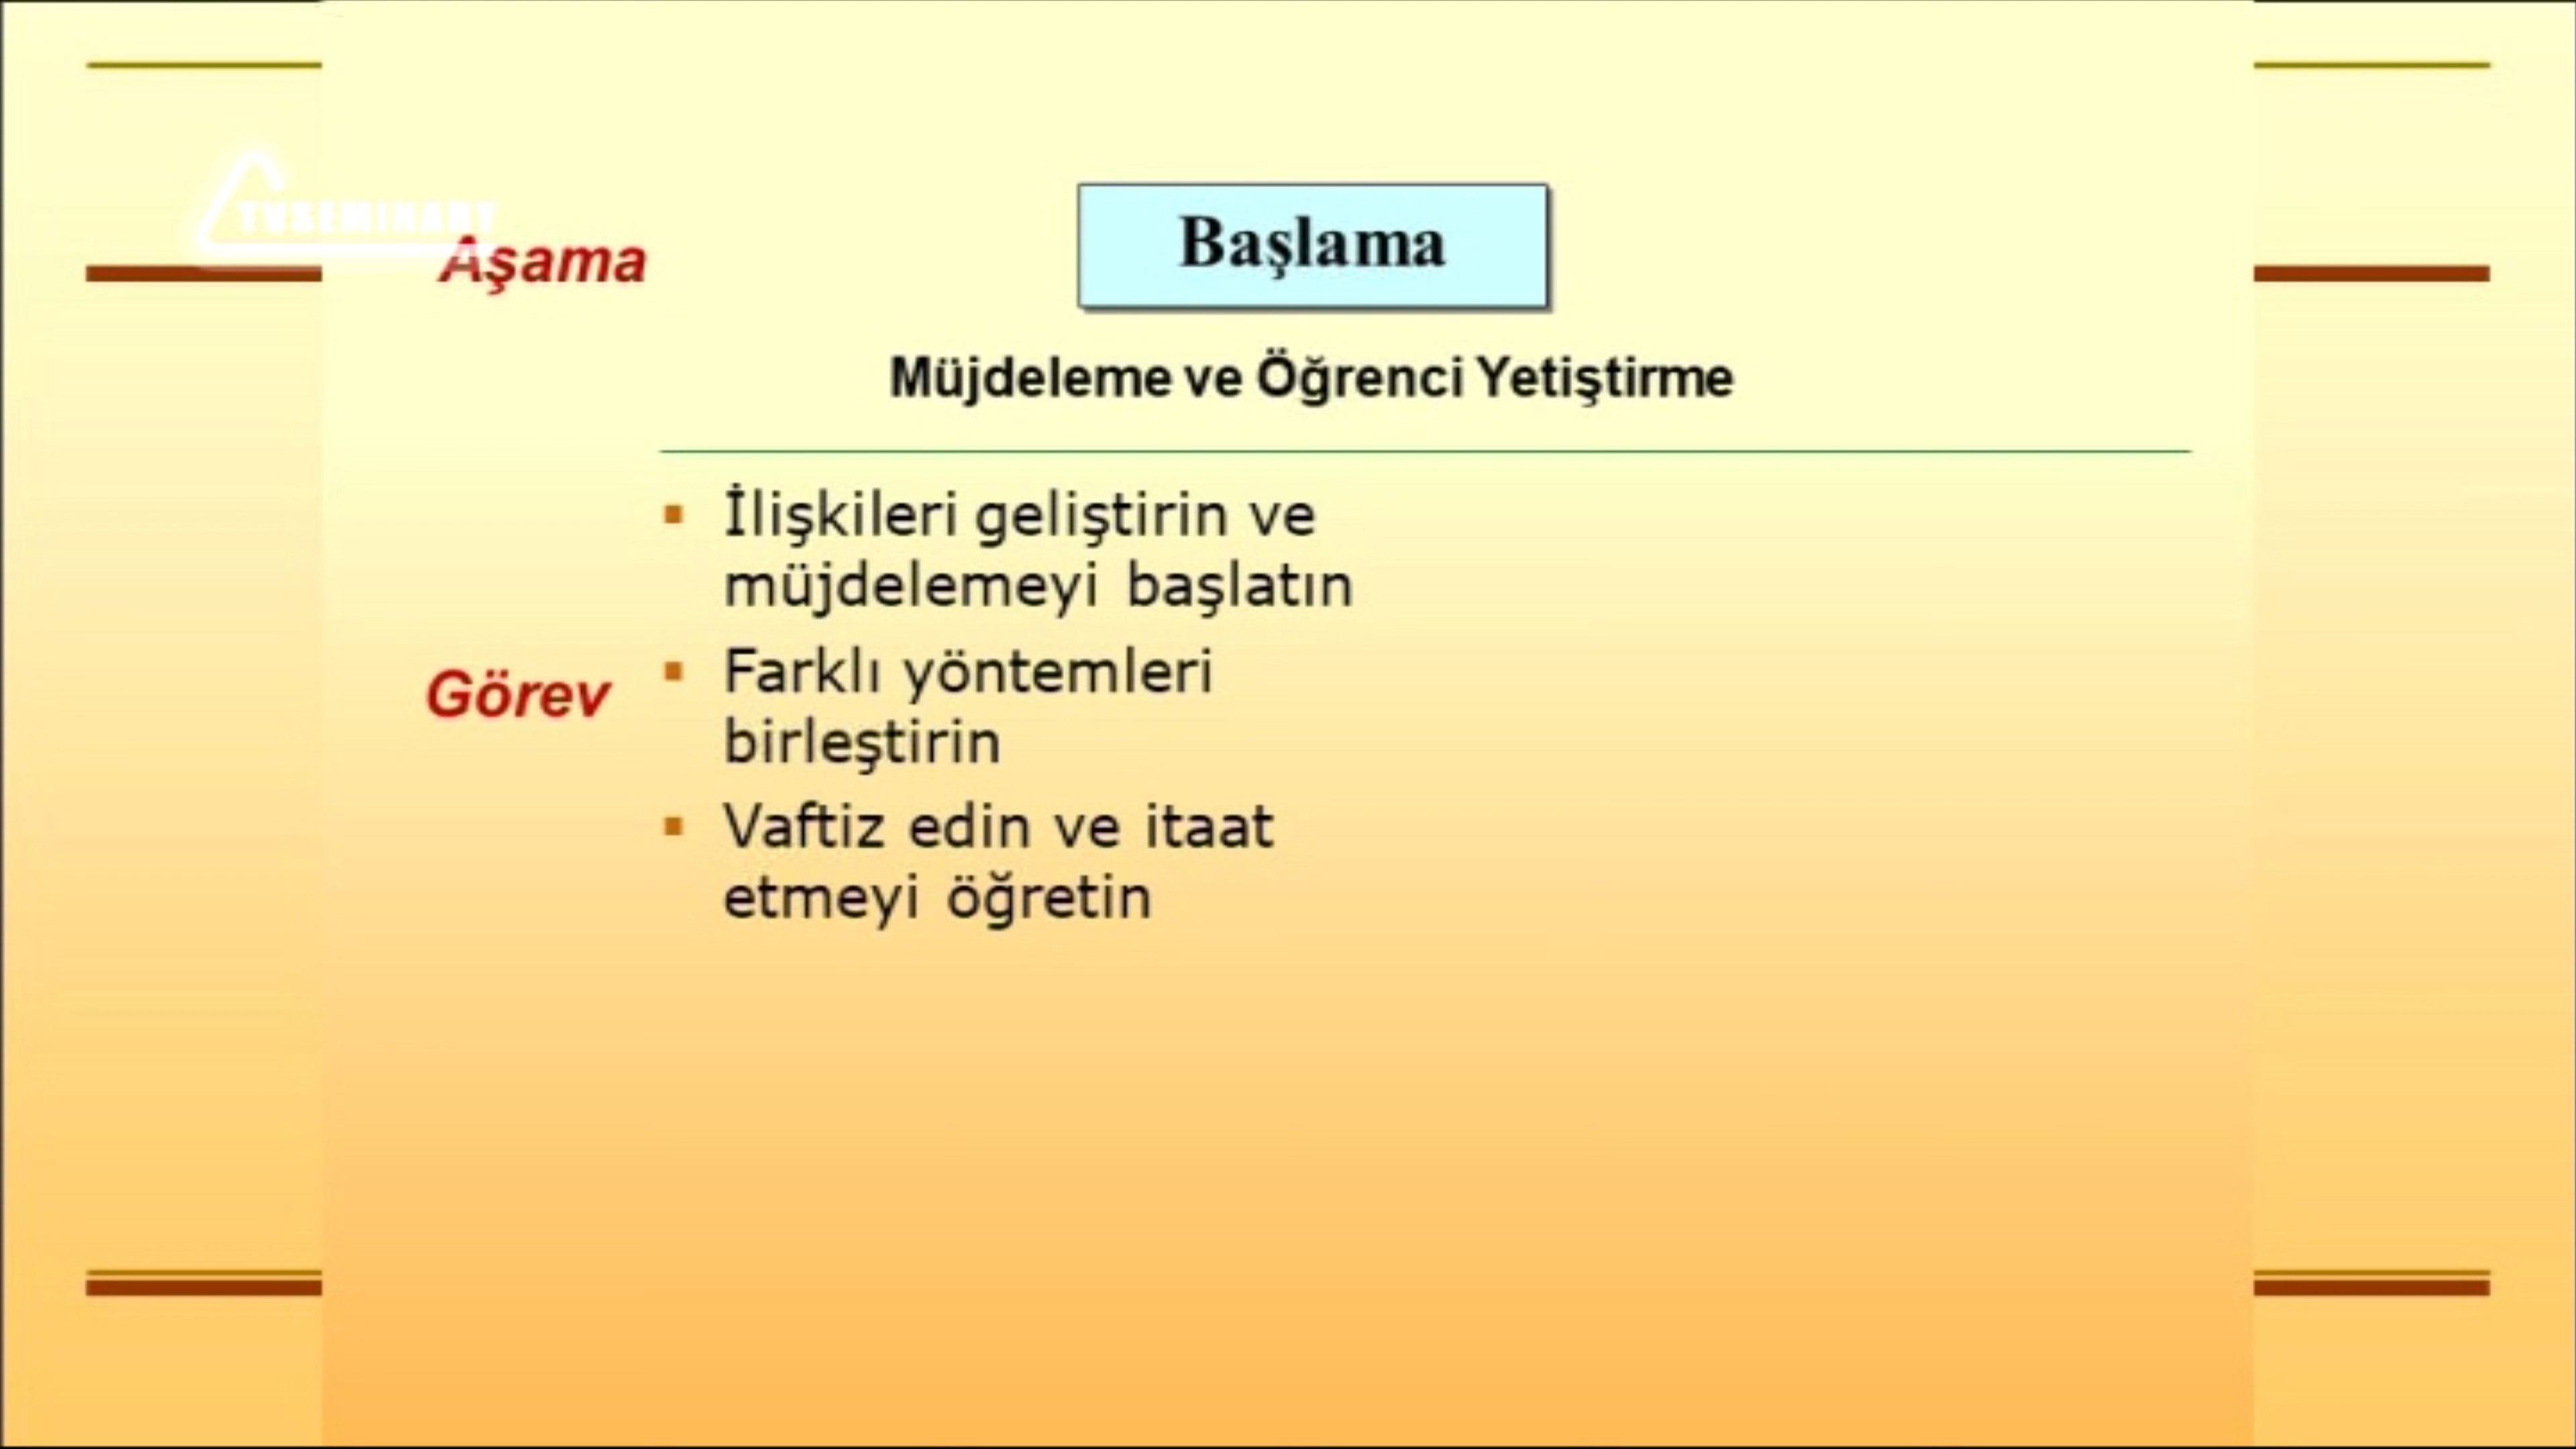 TVSEMINARY
Aşama
Başlama
Müjdeleme ve Öğrenci Yetiştirme
İlişkileri geliştirin ve
müjdelemeyi başlatın
Görev
Farklı yöntemleri
birleştirin
Vaftiz edin ve itaat
etmeyi öğretin